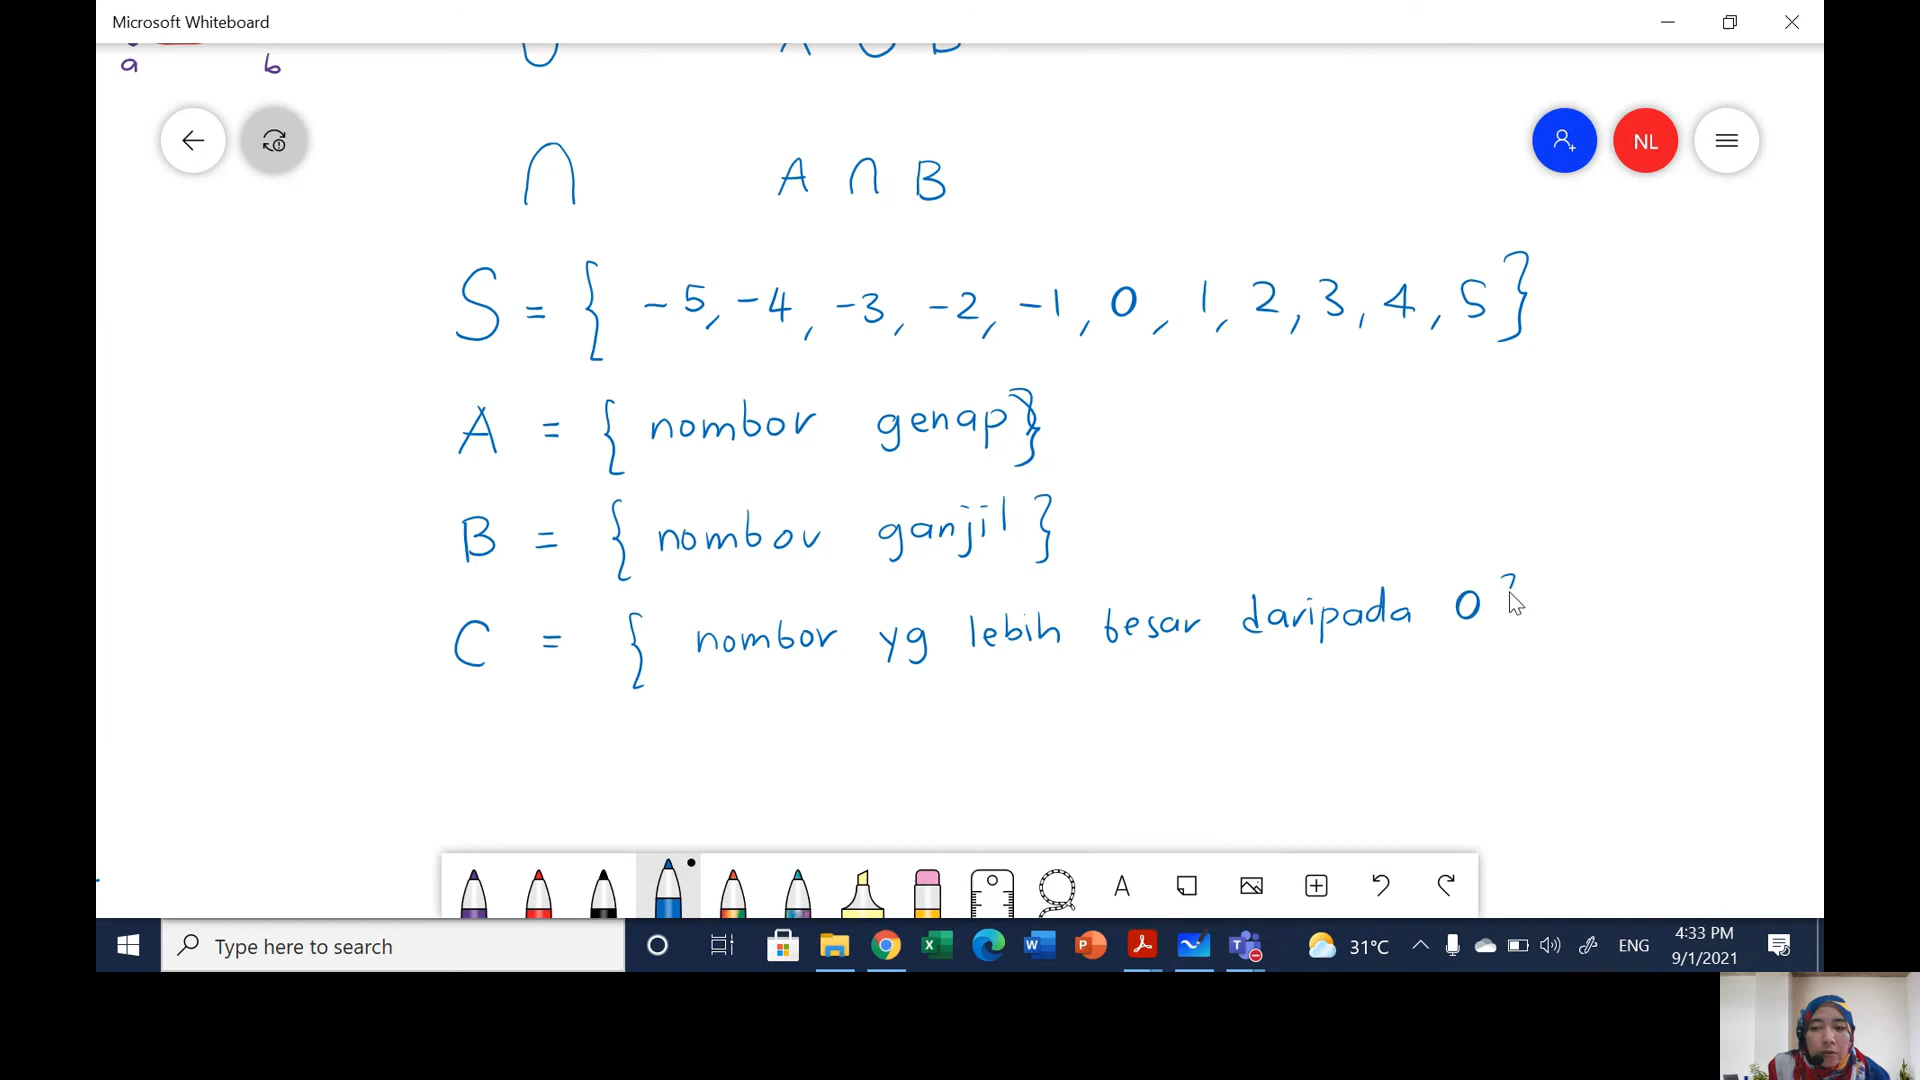 Microsoft Whiteboard
a b
∪ A ∪ B
NL
∩ A ∩ B
S = { -5, -4, -3, -2, -1, 0, 1, 2, 3, 4, 5 }
A = { nombor genap }
B = { nombor ganjil }
C = { nombor yg lebih besar daripada 0
Type here to search
31°C
ENG
4:33 PM
9/1/2021